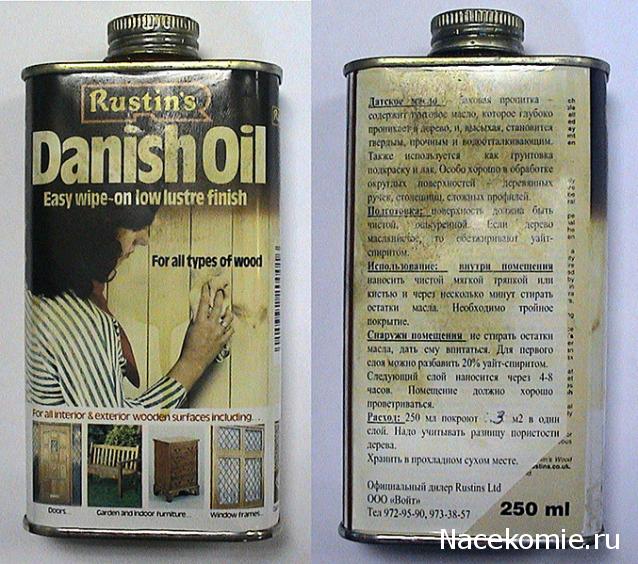 Rustin's
Danish Oil
Easy wipe-on low lustre finish
For all types of wood
For all interior & exterior wooden surfaces including...
Doors...
Garden and Indoor Furniture...
Window frames...
Датское масло - лаковая пропитка –
содержит тунговое масло, которое глубоко
проникает в дерево, и, высыхая, становится
твердым, прочным и водоотталкивающим.
Также используется как грунтовка
подкраску и лак. Особо хорошо в обработке
округлых поверхностей - деревянных
ручек, столешниц, сложных профилей.
Подготовка: поверхность должна быть
чистой, ошкуренной. Если дерево
маслянистое, то обезжиривают уайт-
спиритом.
Использование: внутри помещения
наносить чистой мягкой тряпкой или
кистью и через несколько минут стирать
остатки масла. Необходимо тройное
покрытие.
Снаружи помещения не стирать остатки
масла, дать ему впитаться. Для первого
слоя можно разбавить 20% уайт-спиритом.
Следующий слой наносится через 4-8
часов. Помещение должно хорошо
проветриваться.
Расход: 250 мл покроют 3 м2 в один
слой. Надо учитывать разницу пористости
дерева.
Хранить в прохладном сухом месте.
Официальный дилер Rustins Ltd
ООО «Войт»
Тел 972-95-90, 973-38-57
Wood
250 ml
Nacekomie.ru